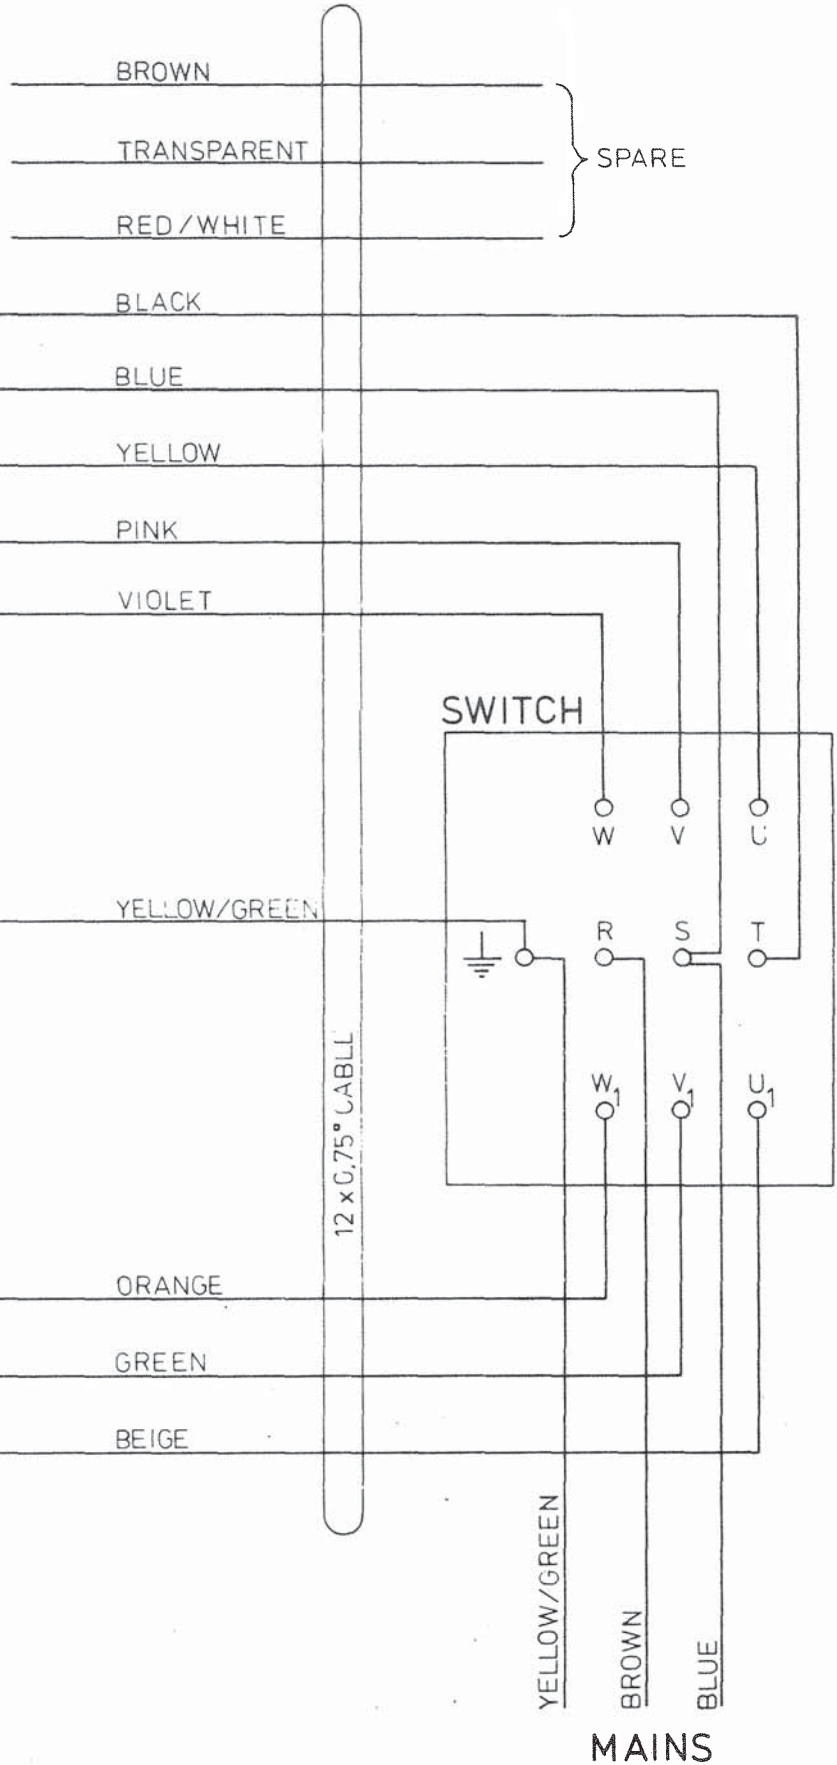 BROWN
TRANSPARENT
SPARE
RED/WHITE
BLACK
BLUE
YELLOW
PINK
VIOLET
SWITCH
W V U
YELLOW/GREEN
R S T
W1 V1 U1
12 x 0,75▫ CABLL
ORANGE
GREEN
BEIGE
YELLOW/GREEN
BROWN
BLUE
MAINS